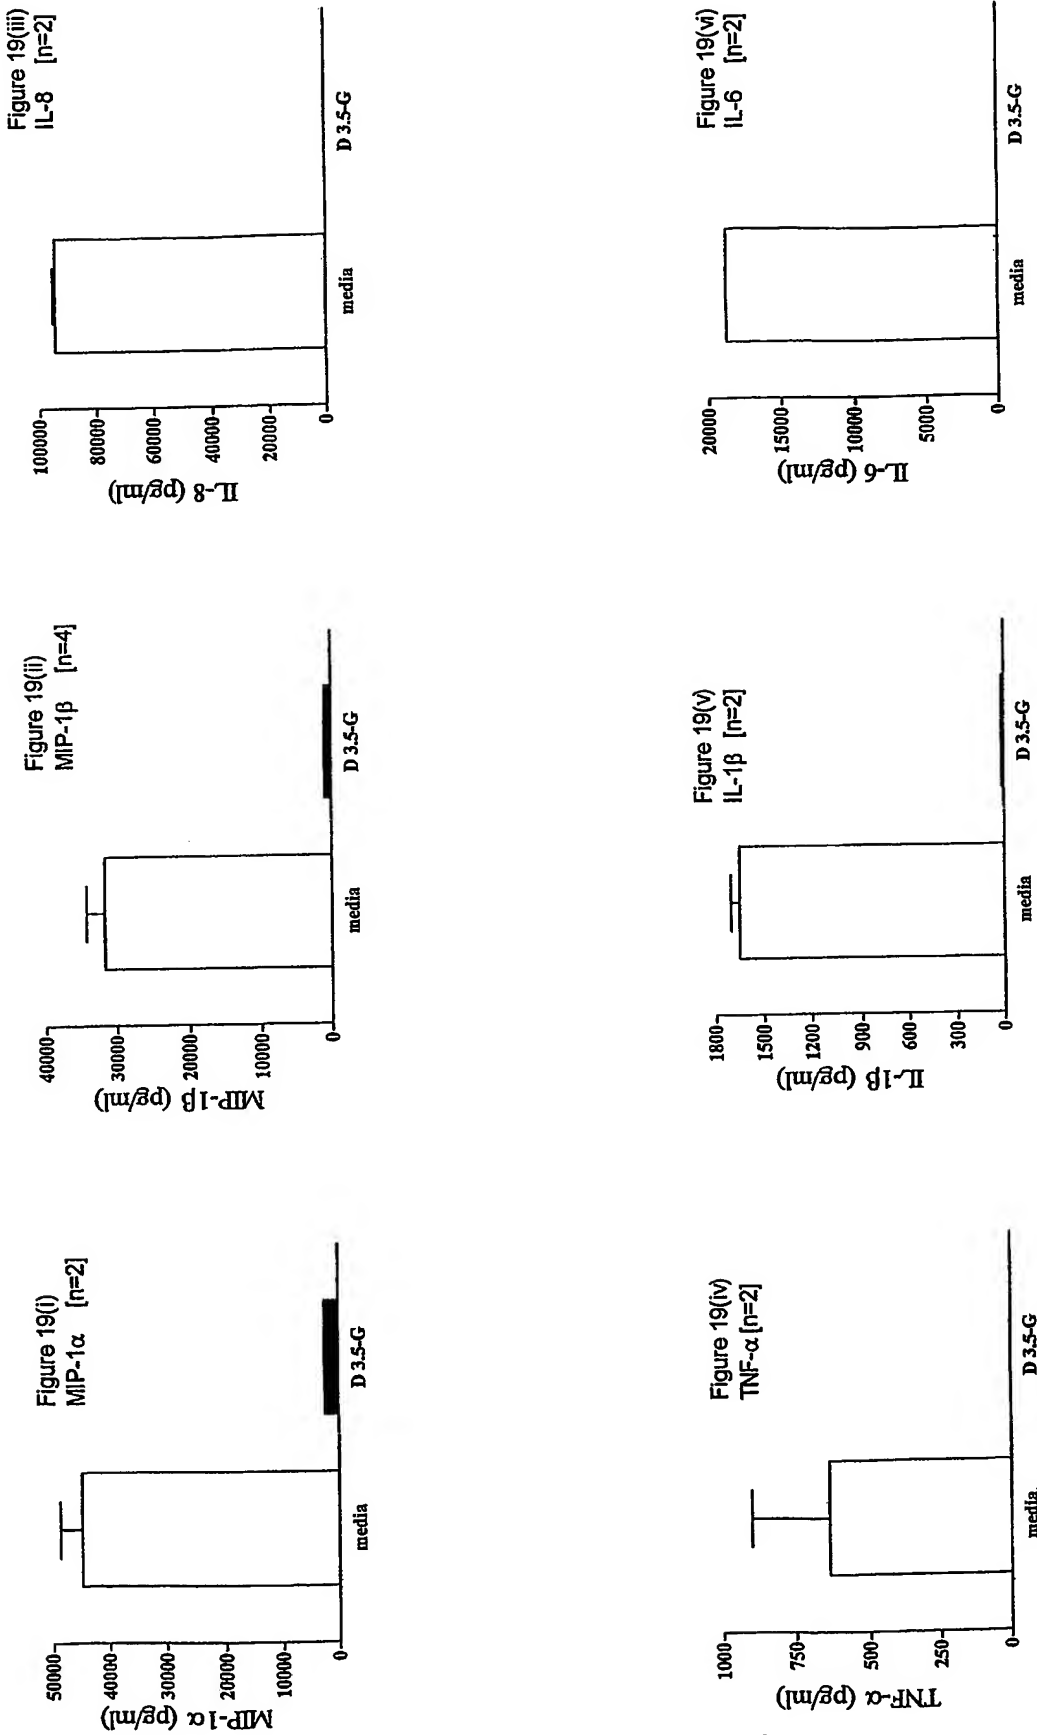 Figure 19(i)
MIP-1α [n=2]
MIP-1α (pg/ml)
50000
40000
30000
20000
10000
0
media
D 3.5-G
Figure 19(ii)
MIP-1β [n=4]
MIP-1β (pg/ml)
40000
30000
20000
10000
0
media
D 3.5-G
Figure 19(iii)
IL-8 [n=2]
IL-8 (pg/ml)
100000
80000
60000
40000
20000
0
media
D 3.5-G
Figure 19(iv)
TNF-α [n=2]
TNF-α (pg/ml)
1000
750
500
250
0
media
D 3.5-G
Figure 19(v)
IL-1β [n=2]
IL-1β (pg/ml)
1800
1500
1200
900
600
300
0
media
D 3.5-G
Figure 19(vi)
IL-6 [n=2]
IL-6 (pg/ml)
20000
15000
10000
5000
0
media
D 3.5-G